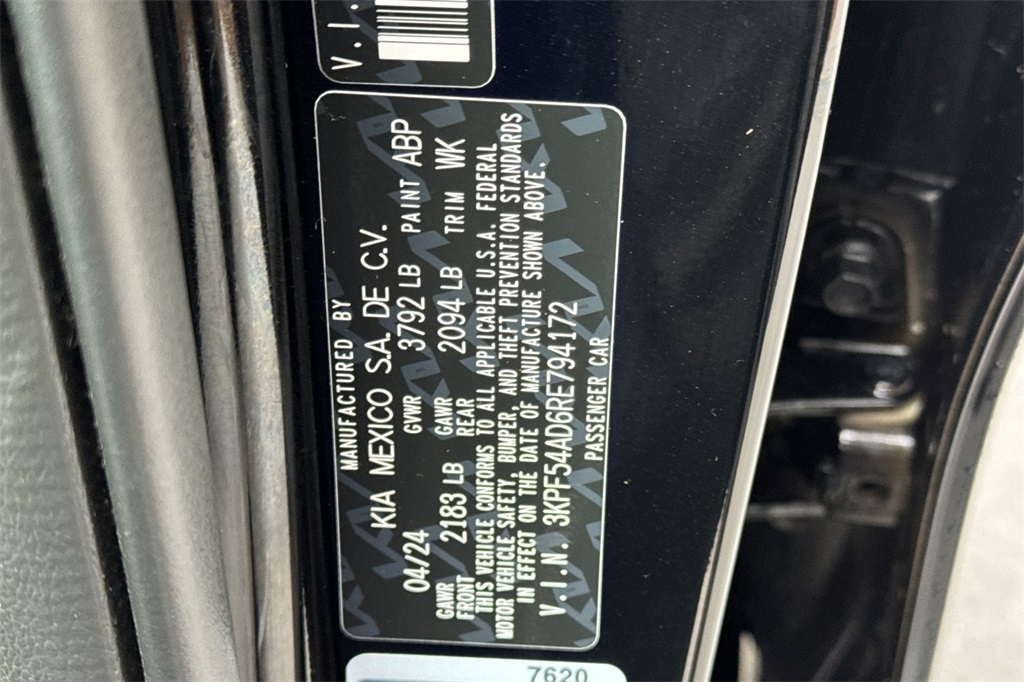 V.I.
MANUFACTURED BY
KIA MEXICO S.A. DE C.V.
04/24 GVWR 3792 LB PAINT ABP
GAWR FRONT 2183 LB GAWR REAR 2094 LB TRIM WK
THIS VEHICLE CONFORMS TO ALL APPLICABLE U.S.A. FEDERAL
MOTOR VEHICLE SAFETY, BUMPER, AND THEFT PREVENTION STANDARDS
IN EFFECT ON THE DATE OF MANUFACTURE SHOWN ABOVE.
V.I.N. 3KPF54AD6RE794172
PASSENGER CAR
7620